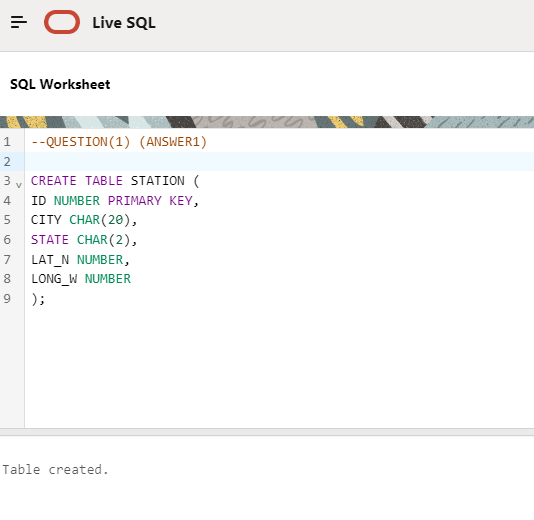 Live SQL
SQL Worksheet
1 --QUESTION(1) (ANSWER1)
2
3 CREATE TABLE STATION (
4 ID NUMBER PRIMARY KEY,
5 CITY CHAR(20),
6 STATE CHAR(2),
7 LAT_N NUMBER,
8 LONG_W NUMBER
9 );
Table created.